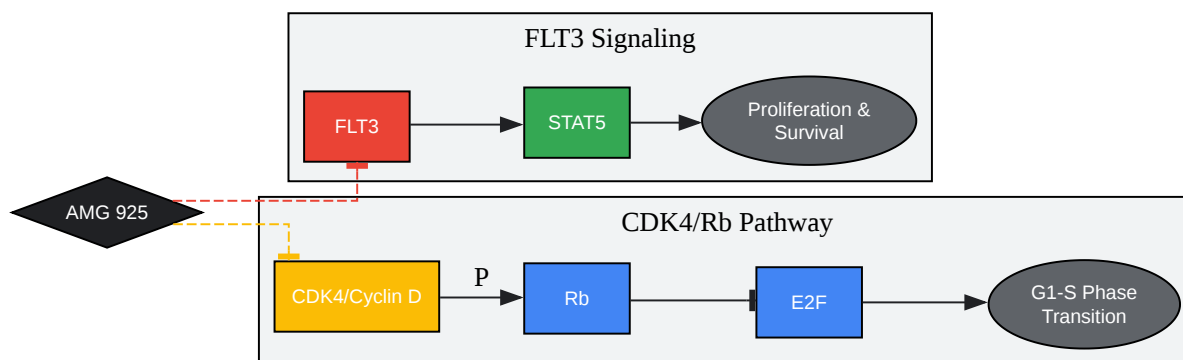 FLT3 Signaling
FLT3
STAT5
Proliferation &
Survival
AMG 925
CDK4/Rb Pathway
CDK4/Cyclin D
P
Rb
E2F
G1-S Phase
Transition